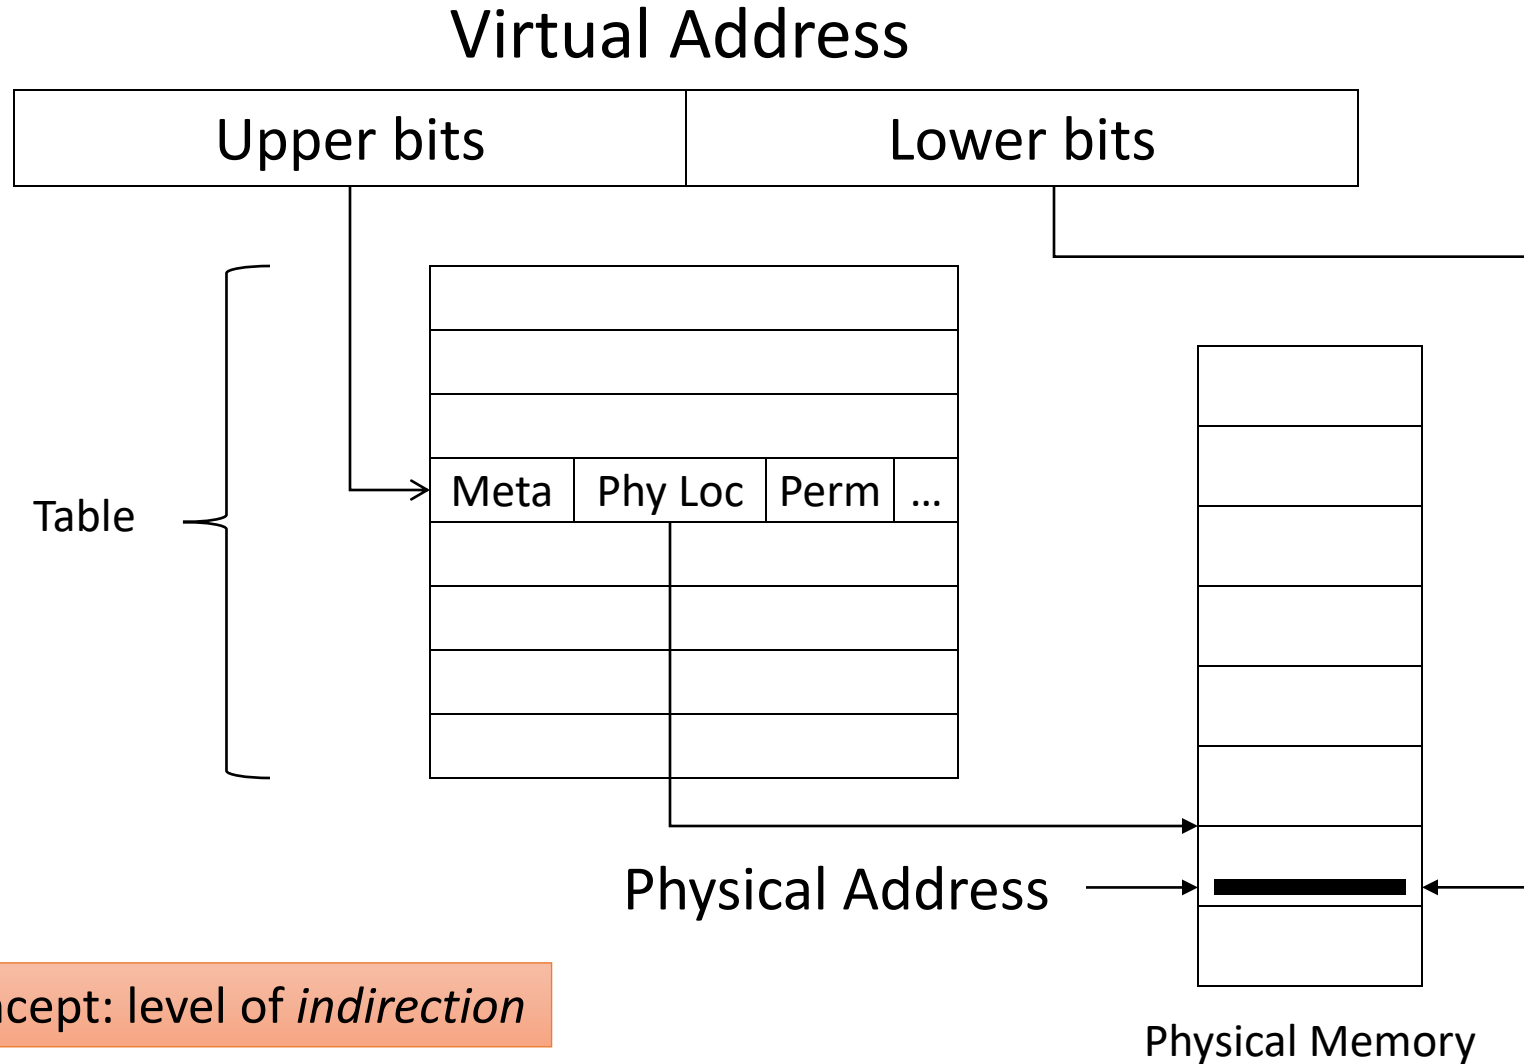 Virtual Address
Upper bits Lower bits
Table
Meta Phy Loc Perm ...
Physical Address
cept: level of indirection
Physical Memory